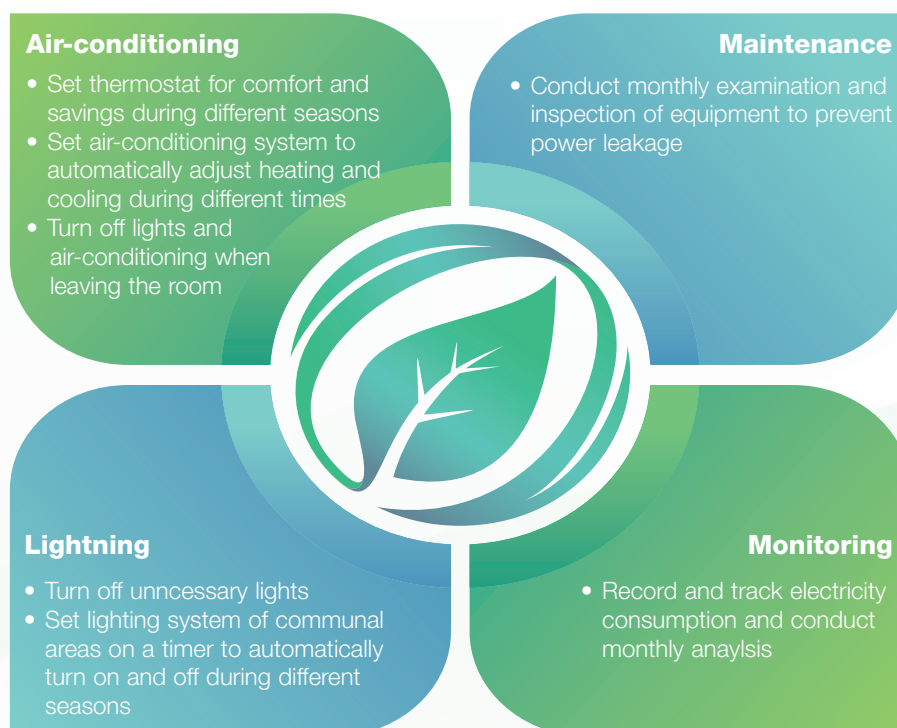 Air-conditioning
• Set thermostat for comfort and
savings during different seasons
• Set air-conditioning system to
automatically adjust heating and
cooling during different times
• Turn off lights and
air-conditioning when
leaving the room
Maintenance
• Conduct monthly examination and
inspection of equipment to prevent
power leakage
Lightning
• Turn off unncessary lights
• Set lighting system of communal
areas on a timer to automatically
turn on and off during different
seasons
Monitoring
• Record and track electricity
consumption and conduct
monthly anaylsis